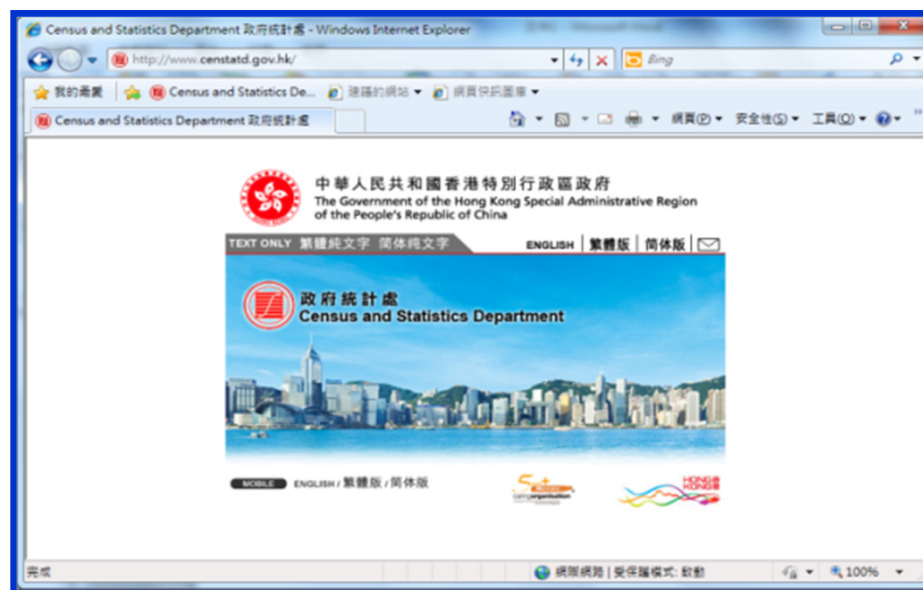 Census and Statistics Department 政府統計處 - Windows Internet Explorer
http://www.censtatd.gov.hk/
Bing
我的最愛 Census and Statistics De... 建議的網站 網頁快訊圖庫
Census and Statistics Department 政府統計處 網頁(P) 安全性(S) 工具(O)
中華人民共和國香港特別行政區政府
The Government of the Hong Kong Special Administrative Region
of the People's Republic of China
TEXT ONLY 繁體純文字 简体纯文字 ENGLISH 繁體版 简体版
政府統計處
Census and Statistics Department
MOBILE ENGLISH / 繁體版 / 简体版
caringorganisation
HONG KONG
完成 網際網路 | 受保護模式: 啟動 100%